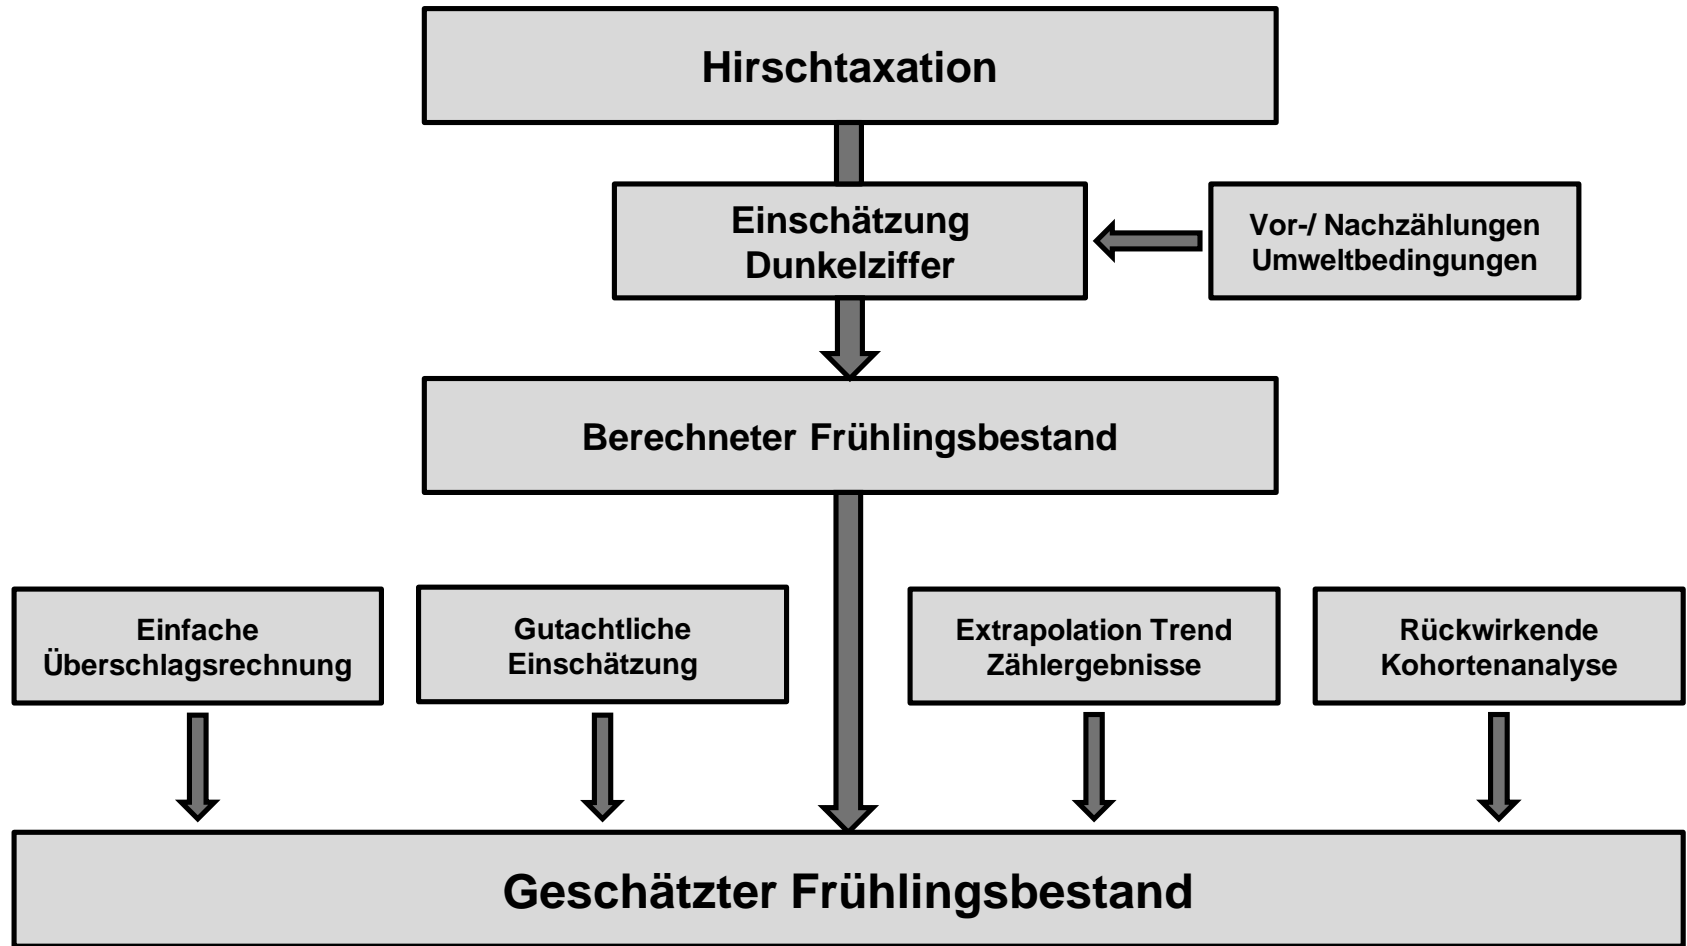 Hirschtaxation
Einschätzung
Dunkelziffer
Vor-/ Nachzählungen
Umweltbedingungen
Berechneter Frühlingsbestand
Einfache
Überschlagsrechnung
Gutachtliche
Einschätzung
Extrapolation Trend
Zählergebnisse
Rückwirkende
Kohortenanalyse
Geschätzter Frühlingsbestand